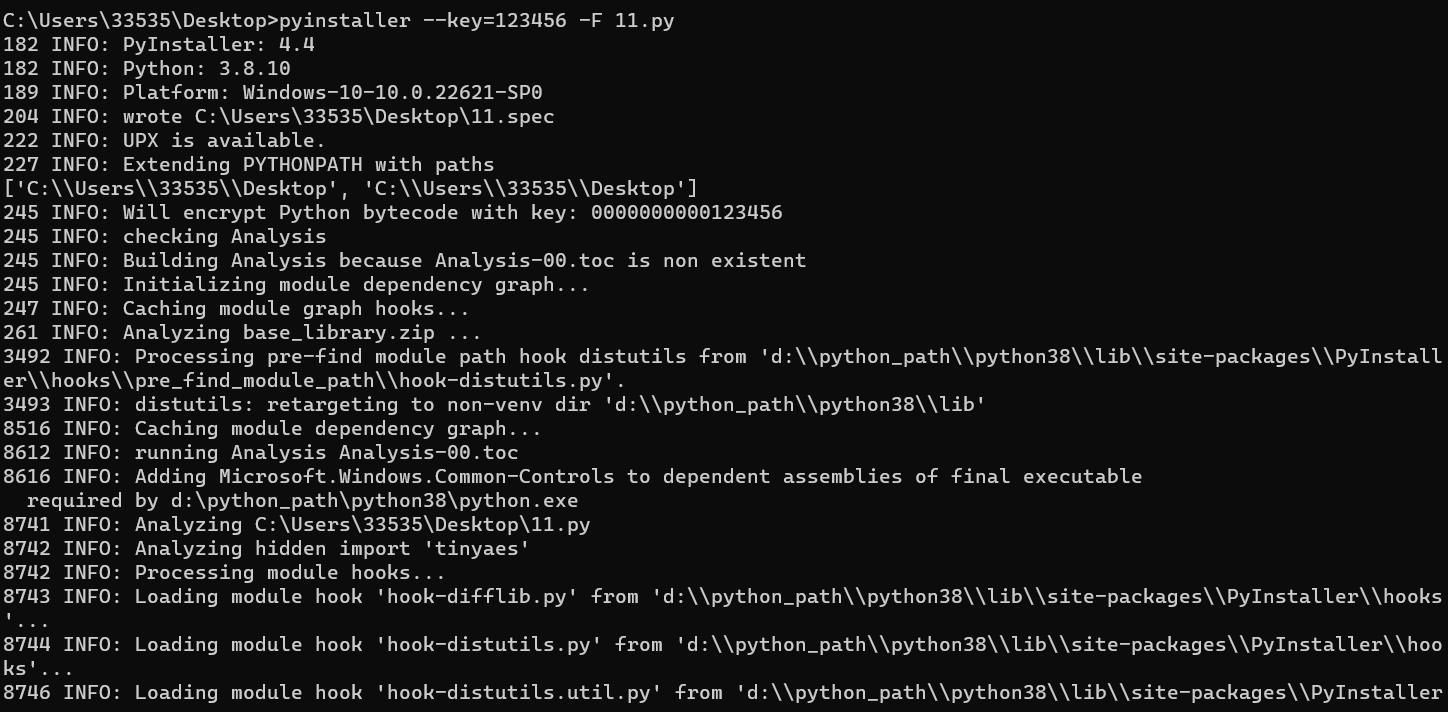 C:\Users\33535\Desktop>pyinstaller --key=123456 -F 11.py
182 INFO: PyInstaller: 4.4
182 INFO: Python: 3.8.10
189 INFO: Platform: Windows-10-10.0.22621-SP0
204 INFO: wrote C:\Users\33535\Desktop\11.spec
222 INFO: UPX is available.
227 INFO: Extending PYTHONPATH with paths
['C:\\Users\\33535\\Desktop', 'C:\\Users\\33535\\Desktop']
245 INFO: Will encrypt Python bytecode with key: 0000000000123456
245 INFO: checking Analysis
245 INFO: Building Analysis because Analysis-00.toc is non existent
245 INFO: Initializing module dependency graph...
247 INFO: Caching module graph hooks...
261 INFO: Analyzing base_library.zip ...
3492 INFO: Processing pre-find module path hook distutils from 'd:\\python_path\\python38\\lib\\site-packages\\PyInstall
er\\hooks\\pre_find_module_path\\hook-distutils.py'.
3493 INFO: distutils: retargeting to non-venv dir 'd:\\python_path\\python38\\lib'
8516 INFO: Caching module dependency graph...
8612 INFO: running Analysis Analysis-00.toc
8616 INFO: Adding Microsoft.Windows.Common-Controls to dependent assemblies of final executable
  required by d:\python_path\python38\python.exe
8741 INFO: Analyzing C:\Users\33535\Desktop\11.py
8742 INFO: Analyzing hidden import 'tinyaes'
8742 INFO: Processing module hooks...
8743 INFO: Loading module hook 'hook-difflib.py' from 'd:\\python_path\\python38\\lib\\site-packages\\PyInstaller\\hooks
'...
8744 INFO: Loading module hook 'hook-distutils.py' from 'd:\\python_path\\python38\\lib\\site-packages\\PyInstaller\\hoo
ks'...
8746 INFO: Loading module hook 'hook-distutils.util.py' from 'd:\\python_path\\python38\\lib\\site-packages\\PyInstaller